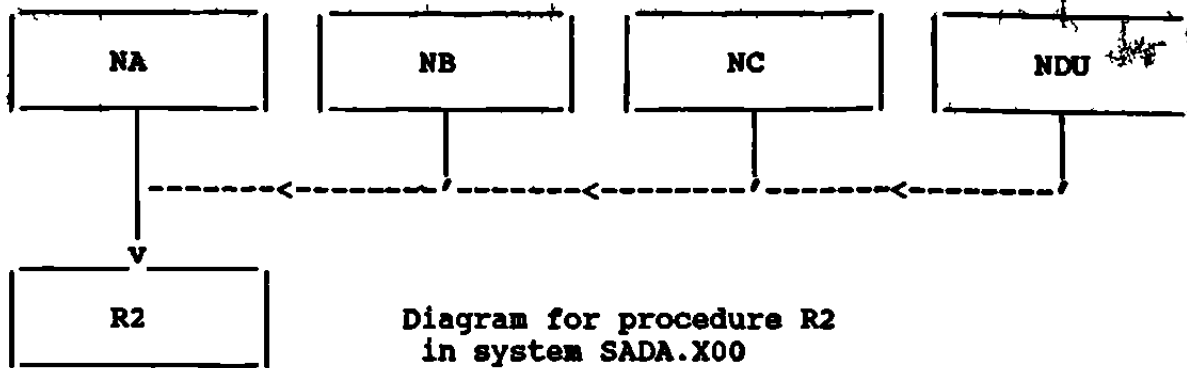 NA NB NC NDU
R2
Diagram for procedure R2
in system SADA.X00